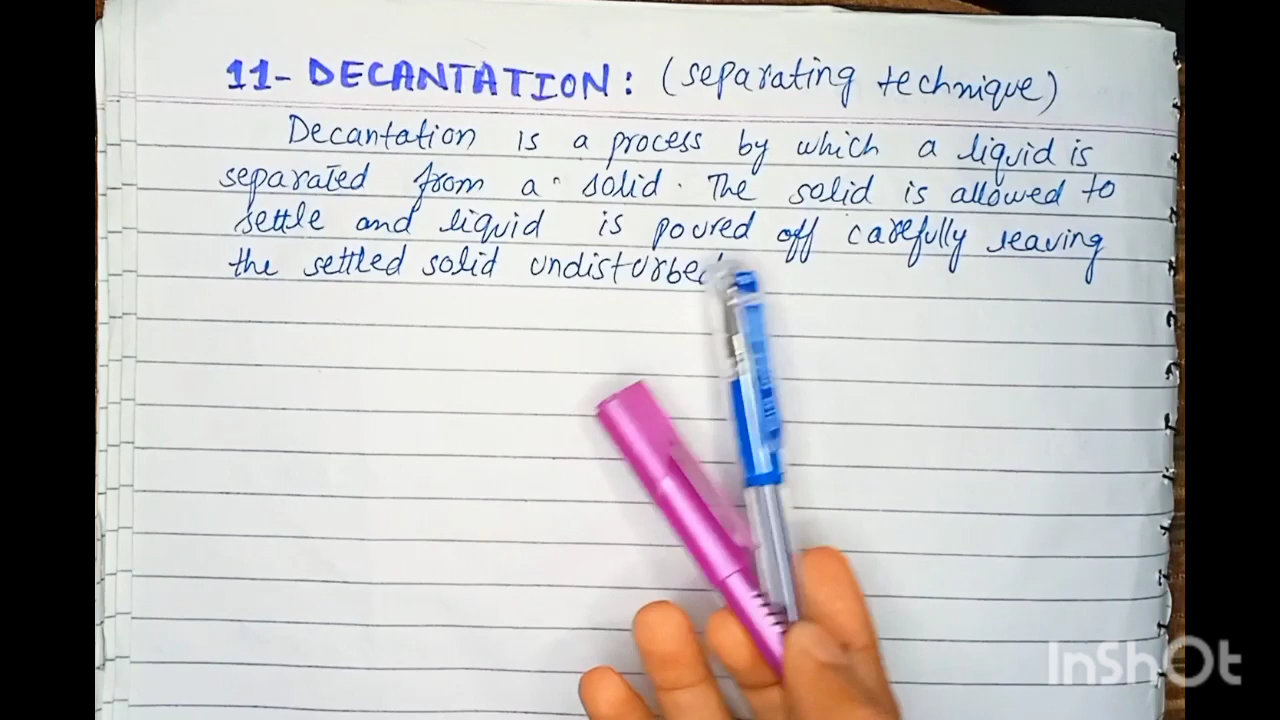 11- DECANTATION: (separating technique)
Decantation is a process by which a liquid is
separated from a solid. The solid is allowed to
settle and liquid is poured off carefully leaving
the settled solid undisturbed
InShOt